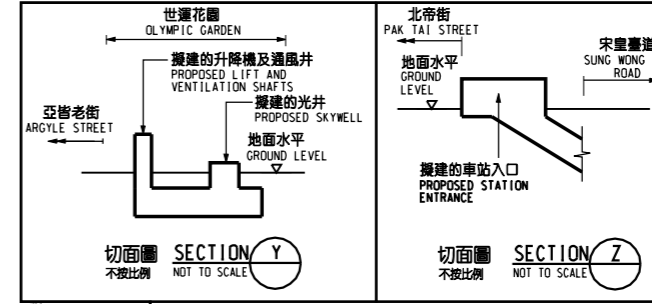 世運花園
OLYMPIC GARDEN
擬建的升降機及通風井
PROPOSED LIFT AND
VENTILATION SHAFTS
擬建的光井
PROPOSED SKYWELL
亞皆老街
ARGYLE STREET
地面水平
GROUND LEVEL
切面圖 SECTION Y
不按比例 NOT TO SCALE
北帝街
PAK TAI STREET
宋皇臺道
SUNG WONG
ROAD
地面水平
GROUND
LEVEL
擬建的車站入口
PROPOSED STATION
ENTRANCE
切面圖 SECTION Z
不按比例 NOT TO SCALE